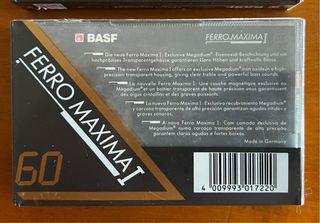 FERRO MAXIMA I
BASF
FERRO MAXIMA I
Die neue Ferro Maxima I: Exclusive Megadium®-Eisenoxid-Beschichtung und ein
hochpräzises Transparentgehäuse garantieren klare Höhen und kraftvolle Bässe.
The new Ferro Maxima I offers an exclusive Megadium® iron oxide in a high-
precision transparent housing, giving clear treble and powerful bass sounds.
La nouvelle Ferro Maxima I: Une couche magnétique exclusive au
Megadium® et un boîtier transparent de haute précision garantissent des
aigus cristallins et des graves puissants.
La nueva Ferro Maxima I: Exclusivo recubrimiento Megadium®
y carcasa transparente de alta precisión garantizan agudos nítidos y
graves sonoros.
A nova Ferro Maxima I: Com camada exclusiva de
Megadium® numa carcaça transparente de alta precisão
garantem claros agudos e fortes baixos.
Made in Germany
60
4 009993 017220